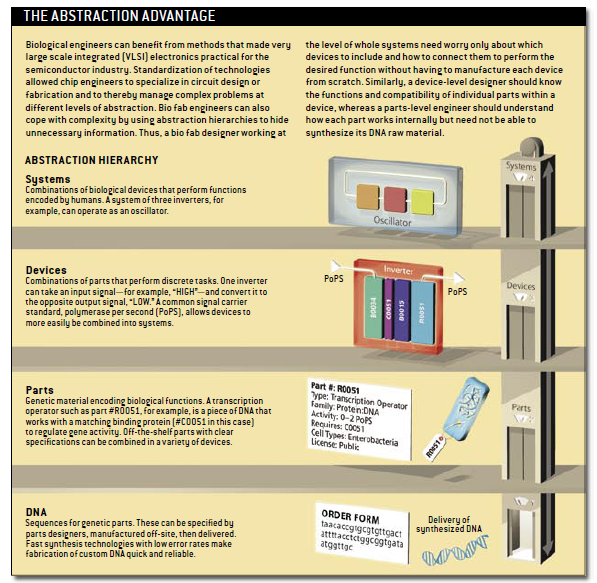 THE ABSTRACTION ADVANTAGE
Biological engineers can benefit from methods that made very
large scale integrated (VLSI) electronics practical for the
semiconductor industry. Standardization of technologies
allowed chip engineers to specialize in circuit design or
fabrication and to thereby manage complex problems at
different levels of abstraction. Bio fab engineers can also
cope with complexity by using abstraction hierarchies to hide
unnecessary information. Thus, a bio fab designer working at
the level of whole systems need worry only about which
devices to include and how to connect them to perform the
desired function without having to manufacture each device
from scratch. Similarly, a device-level designer should know
the functions and compatibility of individual parts within a
device, whereas a parts-level engineer should understand
how each part works internally but need not be able to
synthesize its DNA raw material.
ABSTRACTION HIERARCHY
Systems
Combinations of biological devices that perform functions
encoded by humans. A system of three inverters, for
example, can operate as an oscillator.
Oscillator
Systems
4
Devices
Combinations of parts that perform discrete tasks. One inverter
can take an input signal—for example, "HIGH"—and convert it to
the opposite output signal, "LOW." A common signal carrier
standard, polymerase per second (PoPS), allows devices to
more easily be combined into systems.
PoPS
Inverter
PoPS
B0034
C0051
B0015
R0051
Devices
Parts
Genetic material encoding biological functions. A transcription
operator such as part #R0051, for example, is a piece of DNA that
works with a matching binding protein (#C0051 in this case)
to regulate gene activity. Off-the-shelf parts with clear
specifications can be combined in a variety of devices.
Part #: R0051
Type: Transcription Operator
Family: Protein:DNA
Activity: 0–2 PoPS
Requires: C0051
Cell Types: Enterobacteria
License: Public
R0051
Parts
DNA
Sequences for genetic parts. These can be specified by
parts designers, manufactured off-site, then delivered.
Fast synthesis technologies with low error rates make
fabrication of custom DNA quick and reliable.
ORDER FORM
taacaccgtgcgtgttgact
attttacctctggcggtgata
atggttgc
Delivery of
synthesized DNA